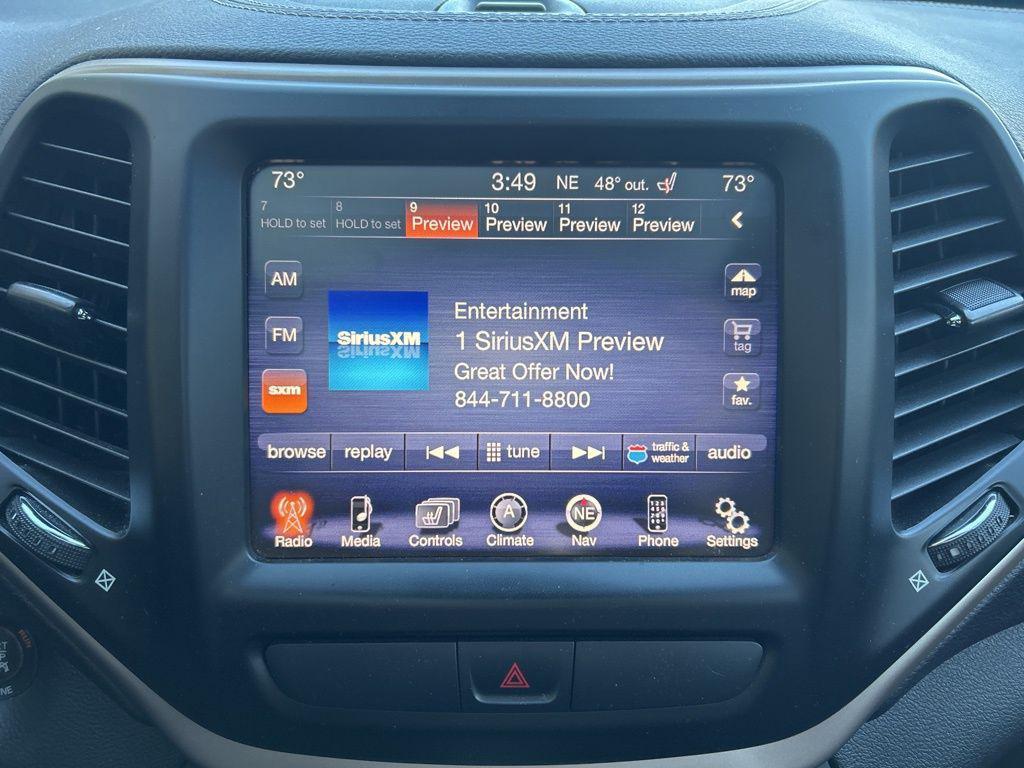 73° 3:49 NE 48° out. 73°
7 8 9 10 11 12
HOLD to set HOLD to set Preview Preview Preview Preview
AM
map
FM
SiriusXM
Entertainment
1 SiriusXM Preview
Great Offer Now!
844-711-8800
tag
sxm
fav.
browse replay tune traffic &
weather audio
A NE
Radio Media Controls Climate Nav Phone Settings
RUN